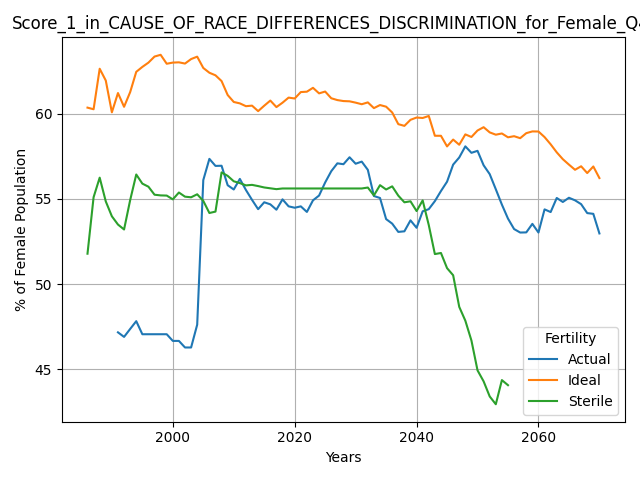 Score_1_in_CAUSE_OF_RACE_DIFFERENCES_DISCRIMINATION_for_Female_Q4
60
55
50
45
% of Female Population
2000 2020 2040 2060
Years
Fertility
Actual
Ideal
Sterile